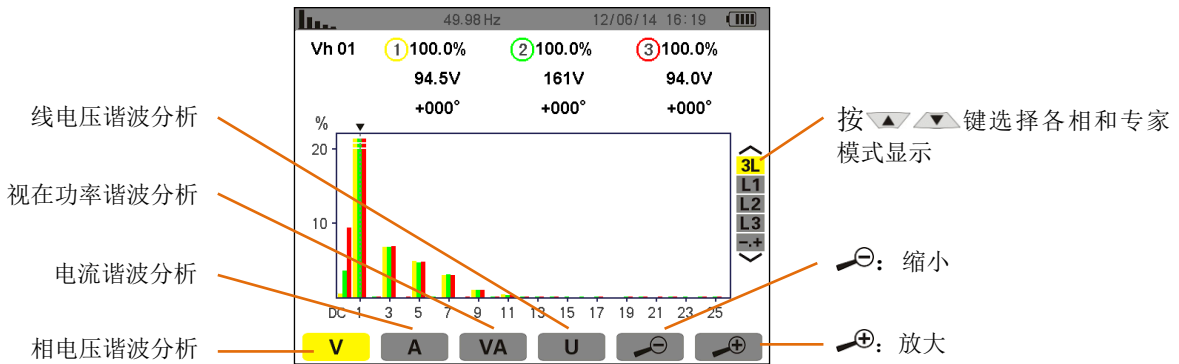 49.98 Hz 12/06/14 16:19
Vh 01 1 100.0% 2 100.0% 3 100.0%
94.5V 161V 94.0V
+000° +000° +000°
%
20
10
DC 1 3 5 7 9 11 13 15 17 19 21 23 25
3L
L1
L2
L3
-.+
V A VA U
线电压谐波分析
视在功率谐波分析
电流谐波分析
相电压谐波分析
按 ▲ ▼ 键选择各相和专家
模式显示
：缩小
：放大